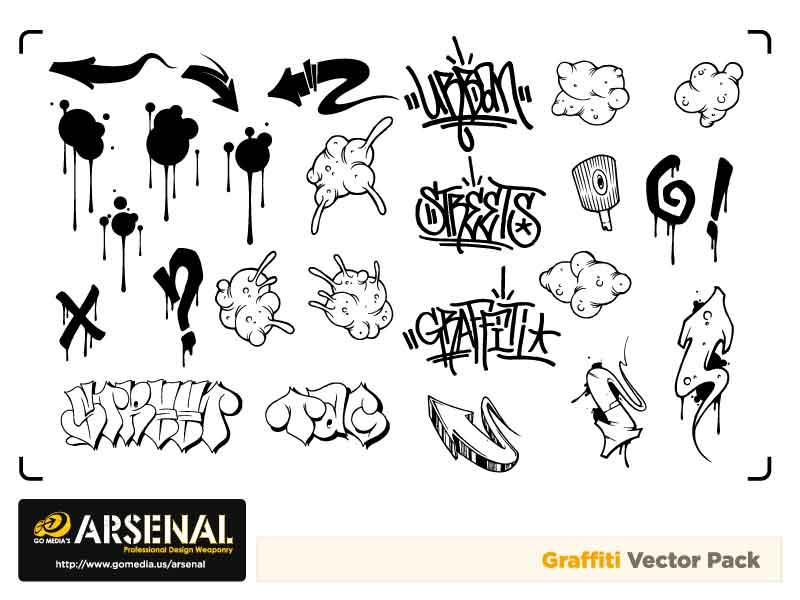 URBAN
STREETS
G !
X ?
GRAFFITI
STREET TAG
GO MEDIA'S ARSENAL
Professional Design Weaponry
http://www.gomedia.us/arsenal
Graffiti Vector Pack